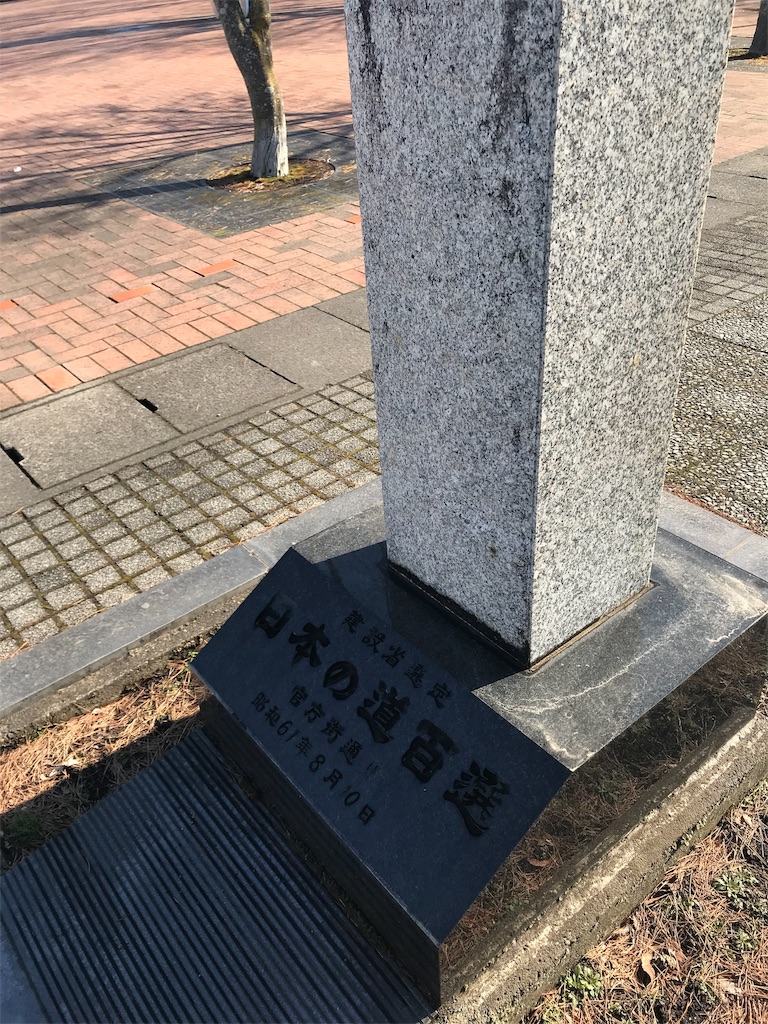 建設省選定
日本の道百選
官庁街通り
昭和61年8月10日